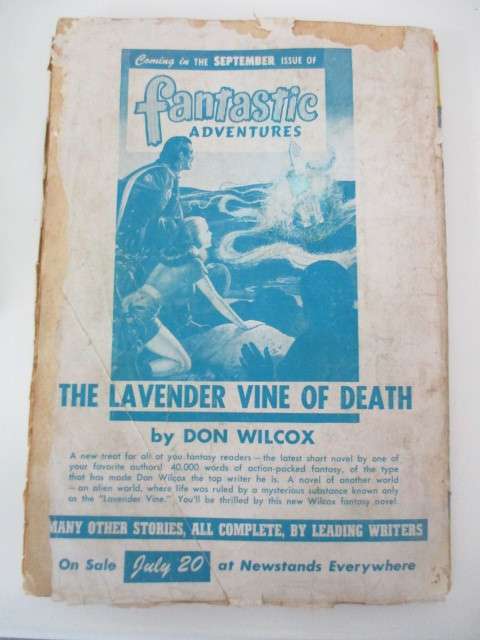 Coming in THE SEPTEMBER ISSUE OF
fantastic
ADVENTURES
THE LAVENDER VINE OF DEATH
by DON WILCOX
A new treat for all of you fantasy readers — the latest short novel by one of
your favorite authors! 40,000 words of action-packed fantasy, of the type
that has made Don Wilcox the top writer he is. A novel of another world
— an alien world, where life was ruled by a mysterious substance known only
as the "Lavender Vine." You'll be thrilled by this new Wilcox fantasy novel.
MANY OTHER STORIES, ALL COMPLETE, BY LEADING WRITERS
On Sale July 20 at Newstands Everywhere